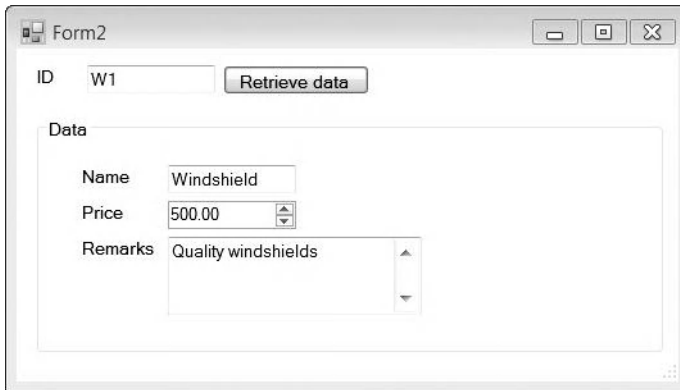 Form2
ID W1 Retrieve data
Data
Name Windshield
Price 500.00
Remarks Quality windshields